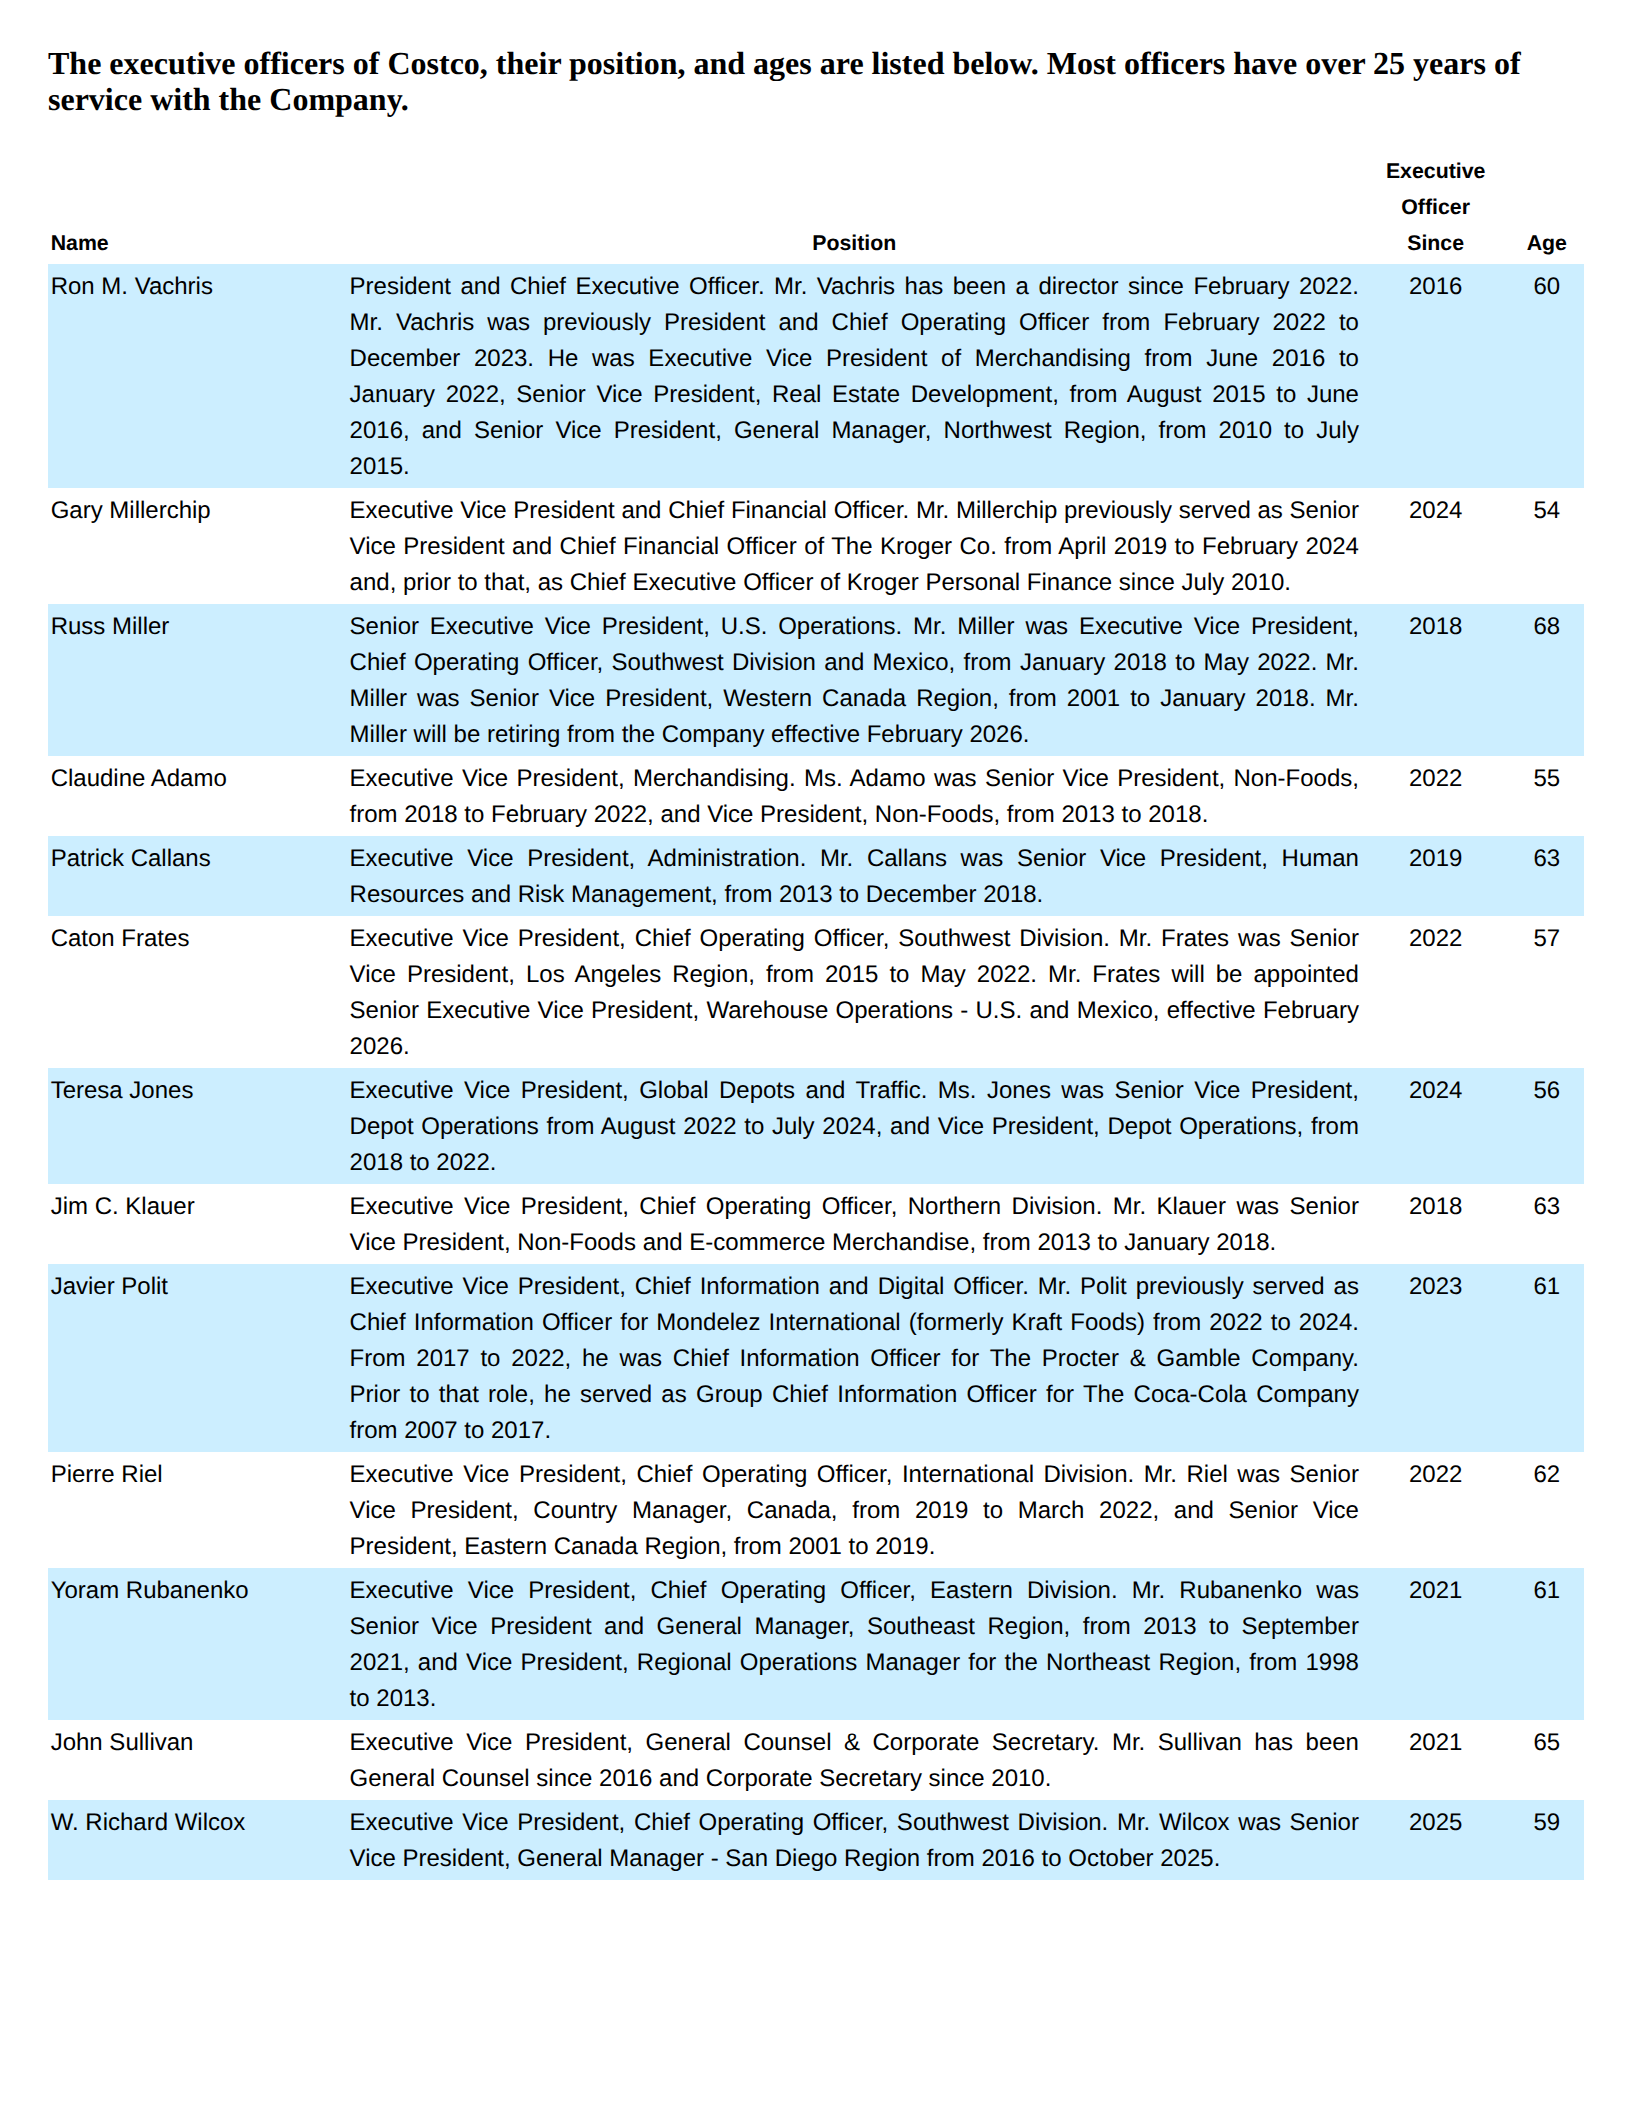 The executive officers of Costco, their position, and ages are listed below. Most officers have over 25 years of
service with the Company.
Executive
Officer
Name Position Since Age
Ron M. Vachris President and Chief Executive Officer. Mr. Vachris has been a director since February 2022. 2016 60
Mr. Vachris was previously President and Chief Operating Officer from February 2022 to
December 2023. He was Executive Vice President of Merchandising from June 2016 to
January 2022, Senior Vice President, Real Estate Development, from August 2015 to June
2016, and Senior Vice President, General Manager, Northwest Region, from 2010 to July
2015.
Gary Millerchip Executive Vice President and Chief Financial Officer. Mr. Millerchip previously served as Senior 2024 54
Vice President and Chief Financial Officer of The Kroger Co. from April 2019 to February 2024
and, prior to that, as Chief Executive Officer of Kroger Personal Finance since July 2010.
Russ Miller Senior Executive Vice President, U.S. Operations. Mr. Miller was Executive Vice President, 2018 68
Chief Operating Officer, Southwest Division and Mexico, from January 2018 to May 2022. Mr.
Miller was Senior Vice President, Western Canada Region, from 2001 to January 2018. Mr.
Miller will be retiring from the Company effective February 2026.
Claudine Adamo Executive Vice President, Merchandising. Ms. Adamo was Senior Vice President, Non-Foods, 2022 55
from 2018 to February 2022, and Vice President, Non-Foods, from 2013 to 2018.
Patrick Callans Executive Vice President, Administration. Mr. Callans was Senior Vice President, Human 2019 63
Resources and Risk Management, from 2013 to December 2018.
Caton Frates Executive Vice President, Chief Operating Officer, Southwest Division. Mr. Frates was Senior 2022 57
Vice President, Los Angeles Region, from 2015 to May 2022. Mr. Frates will be appointed
Senior Executive Vice President, Warehouse Operations - U.S. and Mexico, effective February
2026.
Teresa Jones Executive Vice President, Global Depots and Traffic. Ms. Jones was Senior Vice President, 2024 56
Depot Operations from August 2022 to July 2024, and Vice President, Depot Operations, from
2018 to 2022.
Jim C. Klauer Executive Vice President, Chief Operating Officer, Northern Division. Mr. Klauer was Senior 2018 63
Vice President, Non-Foods and E-commerce Merchandise, from 2013 to January 2018.
Javier Polit Executive Vice President, Chief Information and Digital Officer. Mr. Polit previously served as 2023 61
Chief Information Officer for Mondelez International (formerly Kraft Foods) from 2022 to 2024.
From 2017 to 2022, he was Chief Information Officer for The Procter & Gamble Company.
Prior to that role, he served as Group Chief Information Officer for The Coca-Cola Company
from 2007 to 2017.
Pierre Riel Executive Vice President, Chief Operating Officer, International Division. Mr. Riel was Senior 2022 62
Vice President, Country Manager, Canada, from 2019 to March 2022, and Senior Vice
President, Eastern Canada Region, from 2001 to 2019.
Yoram Rubanenko Executive Vice President, Chief Operating Officer, Eastern Division. Mr. Rubanenko was 2021 61
Senior Vice President and General Manager, Southeast Region, from 2013 to September
2021, and Vice President, Regional Operations Manager for the Northeast Region, from 1998
to 2013.
John Sullivan Executive Vice President, General Counsel & Corporate Secretary. Mr. Sullivan has been 2021 65
General Counsel since 2016 and Corporate Secretary since 2010.
W. Richard Wilcox Executive Vice President, Chief Operating Officer, Southwest Division. Mr. Wilcox was Senior 2025 59
Vice President, General Manager - San Diego Region from 2016 to October 2025.